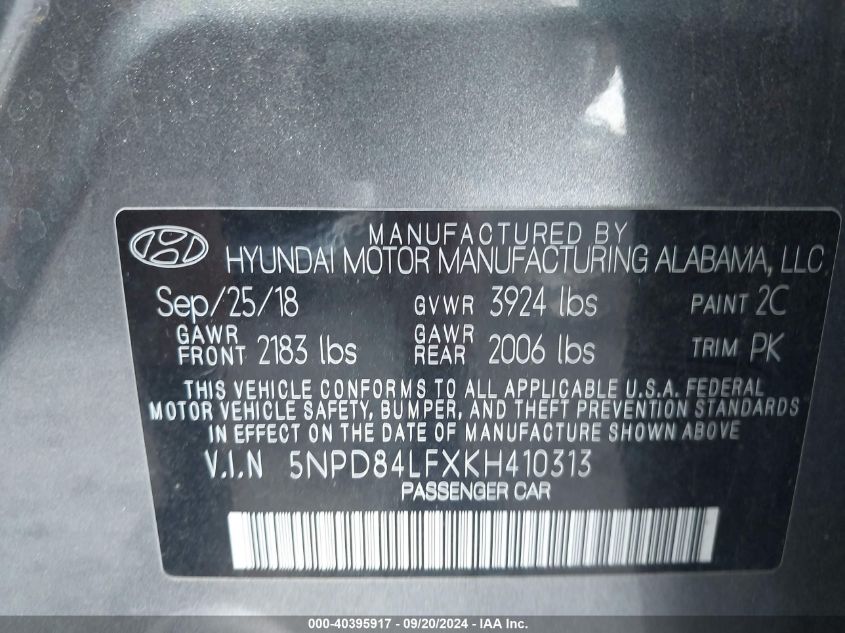 MANUFACTURED BY
HYUNDAI MOTOR MANUFACTURING ALABAMA, LLC
Sep/25/18 GVWR 3924 lbs PAINT 2C
GAWR FRONT 2183 lbs GAWR REAR 2006 lbs TRIM PK
THIS VEHICLE CONFORMS TO ALL APPLICABLE U.S.A. FEDERAL
MOTOR VEHICLE SAFETY, BUMPER, AND THEFT PREVENTION STANDARDS
IN EFFECT ON THE DATE OF MANUFACTURE SHOWN ABOVE
V.I.N 5NPD84LFXKH410313
PASSENGER CAR
000-40395917 - 09/20/2024 - IAA Inc.